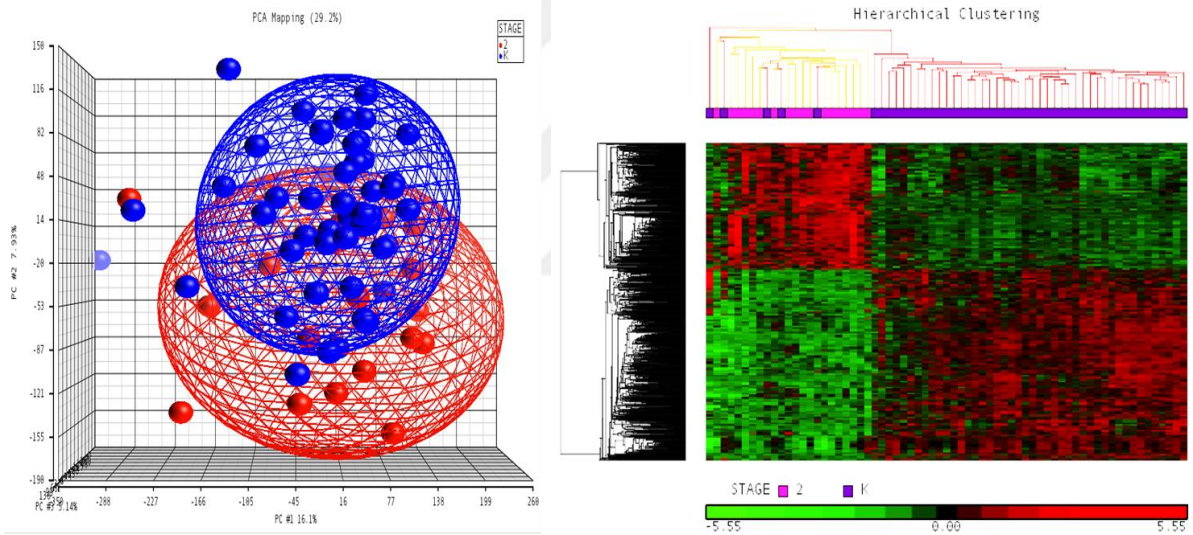 PCA Mapping (29.2%)
STAGE
2
K
150
116
82
48
14
-20
-53
-87
-121
-155
-190
PC #2 7.93%
-350
-288
-227
-166
-105
-45
16
77
138
199
260
PC #1 16.1%
PC #3 5.14%
Hierarchical Clustering
STAGE 2 K
-5.55 0.00 5.55